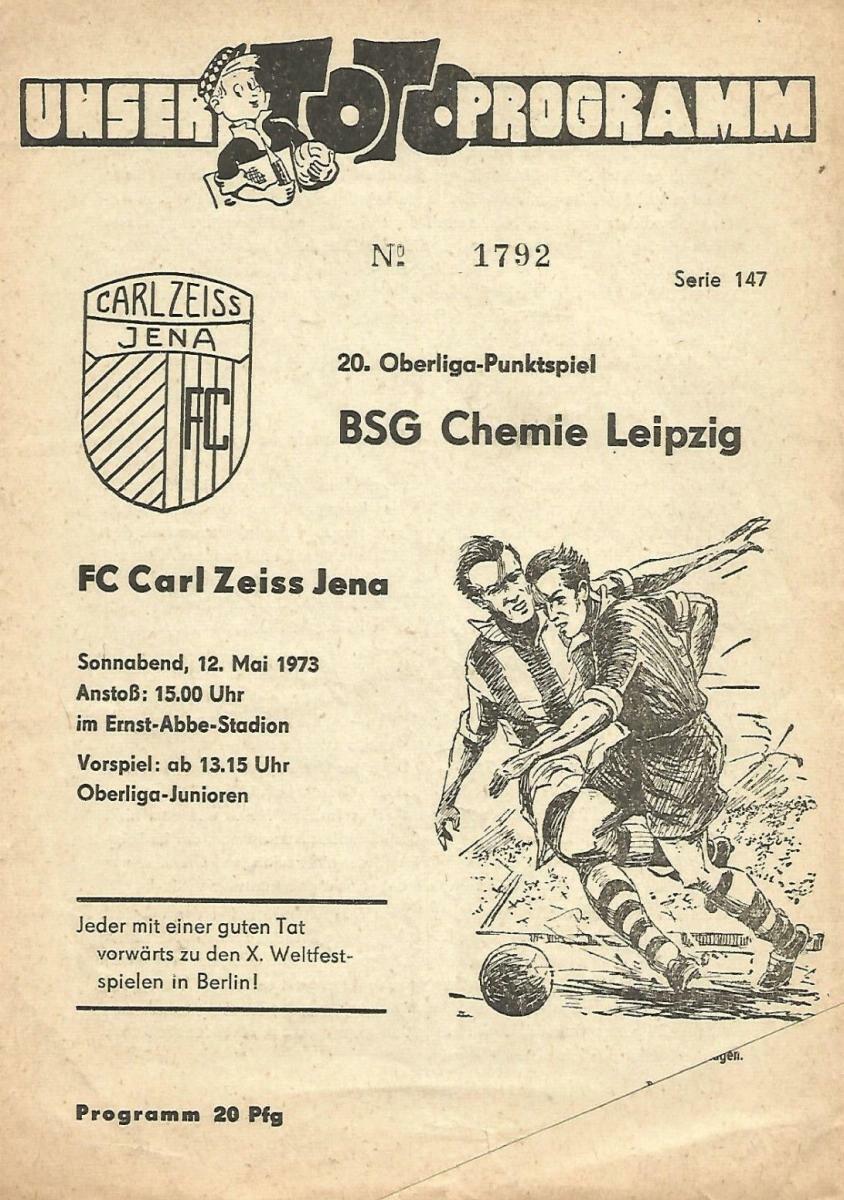 UNSER TOTO PROGRAMM
Nº 1792
Serie 147
CARL ZEISS
JENA
FC
20. Oberliga-Punktspiel
BSG Chemie Leipzig
FC Carl Zeiss Jena
Sonnabend, 12. Mai 1973
Anstoß: 15.00 Uhr
im Ernst-Abbe-Stadion
Vorspiel: ab 13.15 Uhr
Oberliga-Junioren
Jeder mit einer guten Tat
vorwärts zu den X. Weltfest-
spielen in Berlin!
Programm 20 Pfg